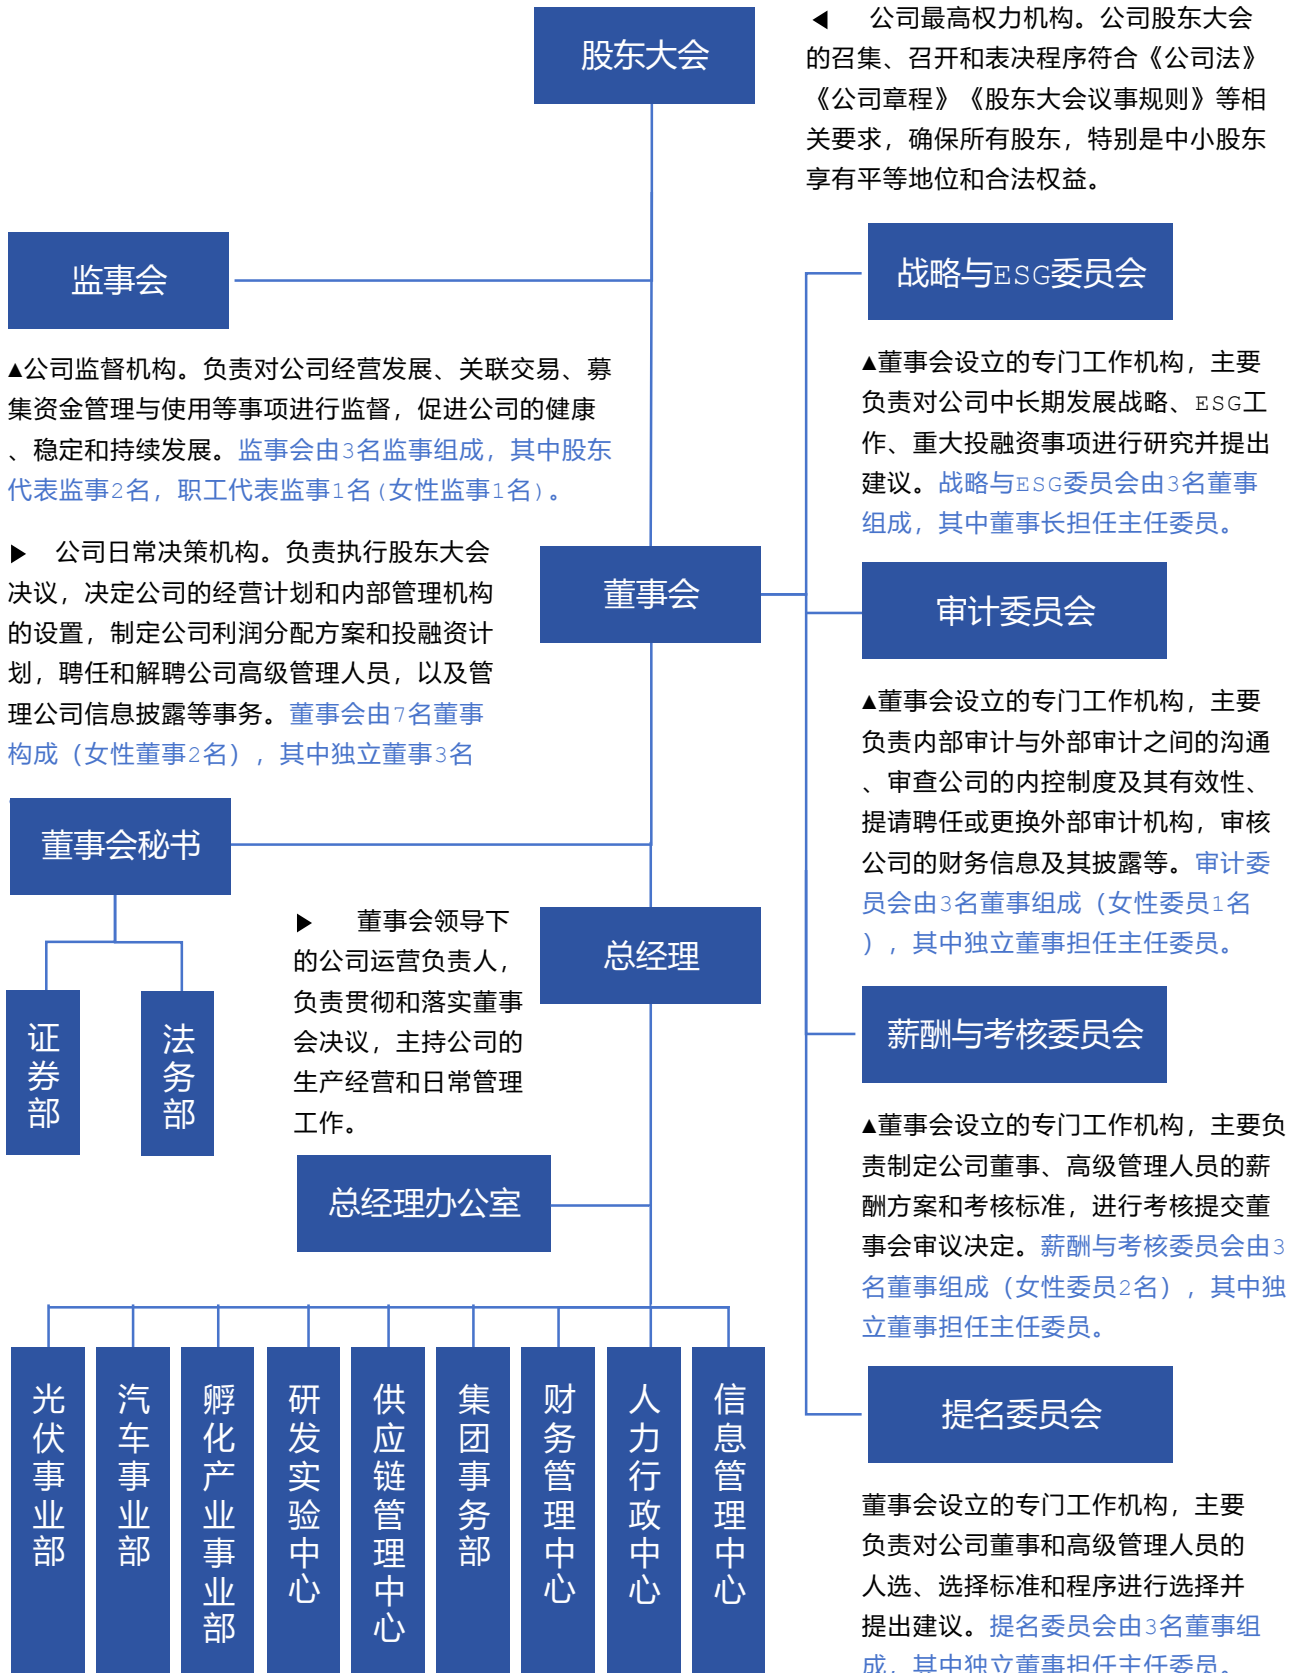 股东大会
◀ 公司最高权力机构。公司股东大会
的召集、召开和表决程序符合《公司法》
《公司章程》《股东大会议事规则》等相
关要求，确保所有股东，特别是中小股东
享有平等地位和合法权益。
监事会
▲公司监督机构。负责对公司经营发展、关联交易、募
集资金管理与使用等事项进行监督，促进公司的健康
、稳定和持续发展。监事会由3名监事组成，其中股东
代表监事2名，职工代表监事1名(女性监事1名)。
战略与ESG委员会
▲董事会设立的专门工作机构，主要
负责对公司中长期发展战略、ESG工
作、重大投融资事项进行研究并提出
建议。战略与ESG委员会由3名董事
组成，其中董事长担任主任委员。
▶ 公司日常决策机构。负责执行股东大会
决议，决定公司的经营计划和内部管理机构
的设置，制定公司利润分配方案和投融资计
划，聘任和解聘公司高级管理人员，以及管
理公司信息披露等事务。董事会由7名董事
构成（女性董事2名），其中独立董事3名
董事会
审计委员会
▲董事会设立的专门工作机构，主要
负责内部审计与外部审计之间的沟通
、审查公司的内控制度及其有效性、
提请聘任或更换外部审计机构，审核
公司的财务信息及其披露等。审计委
员会由3名董事组成（女性委员1名
），其中独立董事担任主任委员。
董事会秘书
证券部
法务部
▶ 董事会领导下
的公司运营负责人，
负责贯彻和落实董事
会决议，主持公司的
生产经营和日常管理
工作。
总经理
薪酬与考核委员会
▲董事会设立的专门工作机构，主要负
责制定公司董事、高级管理人员的薪
酬方案和考核标准，进行考核提交董
事会审议决定。薪酬与考核委员会由3
名董事组成（女性委员2名），其中独
立董事担任主任委员。
总经理办公室
光伏事业部
汽车事业部
孵化产业事业部
研发实验中心
供应链管理中心
集团事务部
财务管理中心
人力行政中心
信息管理中心
提名委员会
董事会设立的专门工作机构，主要
负责对公司董事和高级管理人员的
人选、选择标准和程序进行选择并
提出建议。提名委员会由3名董事组
成，其中独立董事担任主任委员。